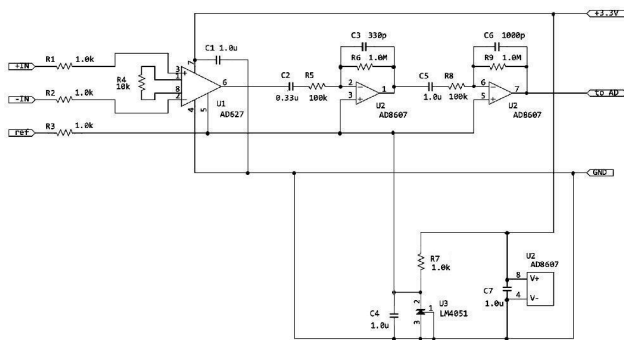 +3.3V
C1 1.0u
C3 330p
C6 1000p
+IN
R1 1.0k
R6 1.0M
R9 1.0M
3
7
1
R4
10k
6
C2
R5
2
1
C5
R8
6
7
to AD
8
-IN
R2 1.0k
2
U1
AD627
0.33u
100k
3
U2
AD8607
1.0u
100k
5
U2
AD8607
ref
R3 1.0k
4
5
GND
R7
1.0k
U2
AD8607
8
V+
C7
1.0u
4
V-
C4
1.0u
2
1
3
U3
LM4051